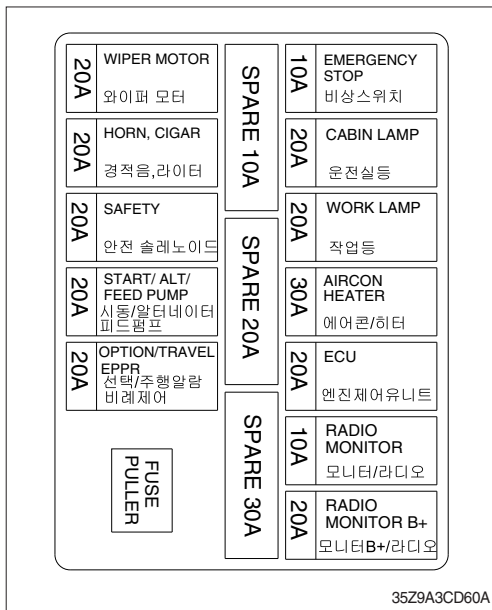 20A
WIPER MOTOR
와이퍼 모터
20A
HORN, CIGAR
경적음,라이터
20A
SAFETY
안전 솔레노이드
20A
START/ ALT/
FEED PUMP
시동/알터네이터
피드펌프
20A
OPTION/TRAVEL
EPPR
선택/주행알람
비례제어
FUSE
PULLER
SPARE 10A
SPARE 20A
SPARE 30A
10A
EMERGENCY
STOP
비상스위치
20A
CABIN LAMP
운전실등
20A
WORK LAMP
작업등
30A
AIRCON
HEATER
에어콘/히터
20A
ECU
엔진제어유니트
10A
RADIO
MONITOR
모니터/라디오
20A
RADIO
MONITOR B+
모니터B+/라디오
35Z9A3CD60A